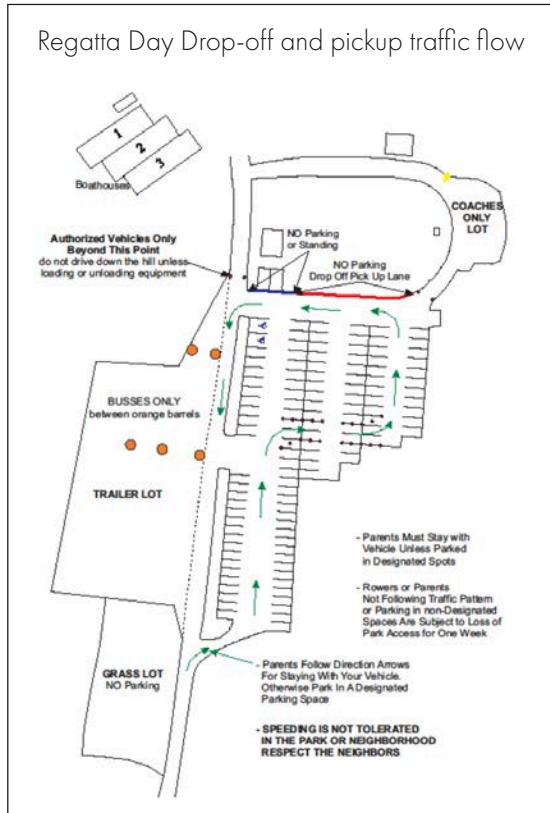 Regatta Day Drop-off and pickup traffic flow
1
2
3
Boathouses
COACHES
ONLY
LOT
NO Parking
or Standing
Authorized Vehicles Only
Beyond This Point
do not drive down the hill unless
loading or unloading equipment
NO Parking
Drop Off Pick Up Lane
BUSSES ONLY
between orange barrels
TRAILER LOT
- Parents Must Stay with
Vehicle Unless Parked
in Designated Spots
- Rowers or Parents
Not Following Traffic Pattern
or Parking in non-Designated
Spaces Are Subject to Loss of
Park Access for One Week
GRASS LOT
NO Parking
- Parents Follow Direction Arrows
For Staying With Your Vehicle.
Otherwise Park In A Designated
Parking Space
- SPEEDING IS NOT TOLERATED
IN THE PARK OR NEIGHBORHOOD
RESPECT THE NEIGHBORS